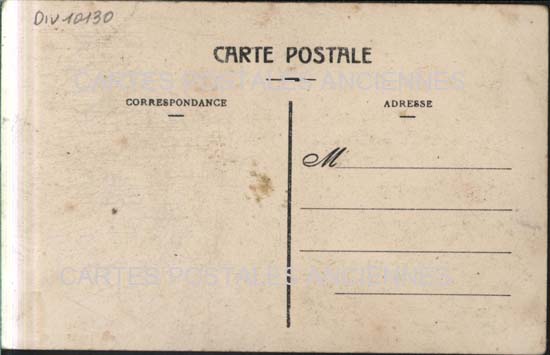 Div 10130
CARTE POSTALE
CARTES POSTALES ANCIENNES
CORRESPONDANCE
ADRESSE
M
CARTES POSTALES ANCIENNES